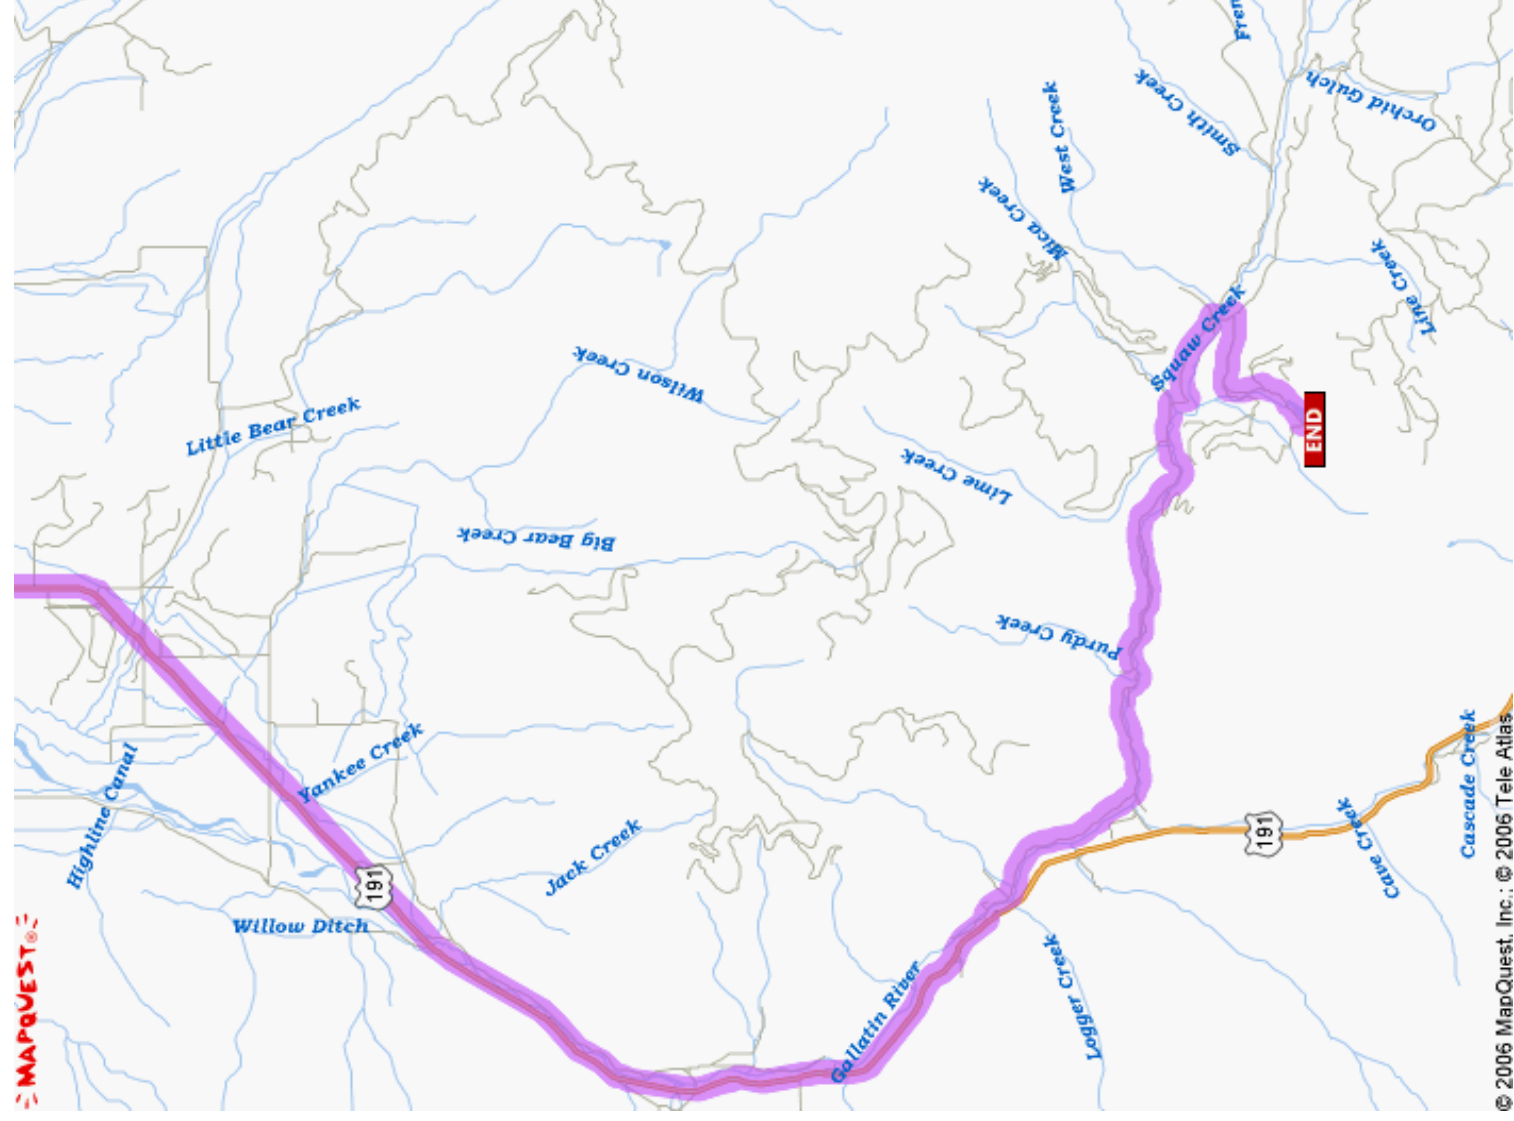 Fren
Orchid Gulch
Smith Creek
West Creek
Mica Creek
Lime Creek
Squaw Creek
Wilson Creek
Little Bear Creek
END
Lime Creek
Big Bear Creek
Purdy Creek
Yankee Creek
Highline Canal
Cascade Creek
191
Cave Creek
Jack Creek
191
Willow Ditch
Gallatin River
Logger Creek
MAPQUEST®
© 2006 MapQuest, Inc.; © 2006 Tele Atlas